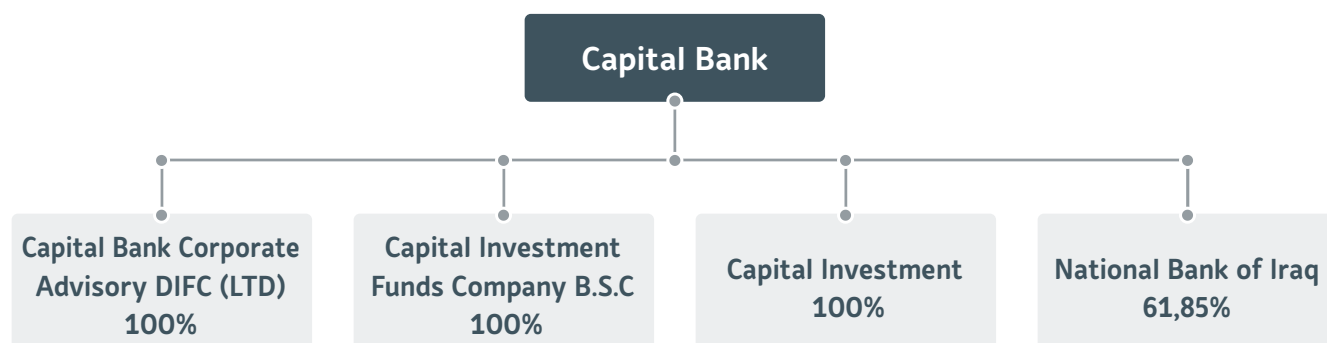 Capital Bank
Capital Bank Corporate
Advisory DIFC (LTD)
100%
Capital Investment
Funds Company B.S.C
100%
Capital Investment
100%
National Bank of Iraq
61,85%